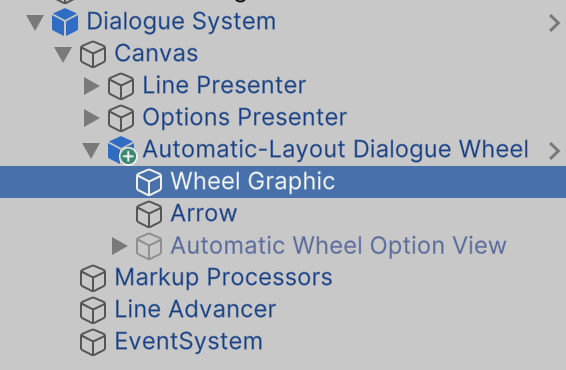 Dialogue System
Canvas
Line Presenter
Options Presenter
Automatic-Layout Dialogue Wheel
Wheel Graphic
Arrow
Automatic Wheel Option View
Markup Processors
Line Advancer
EventSystem